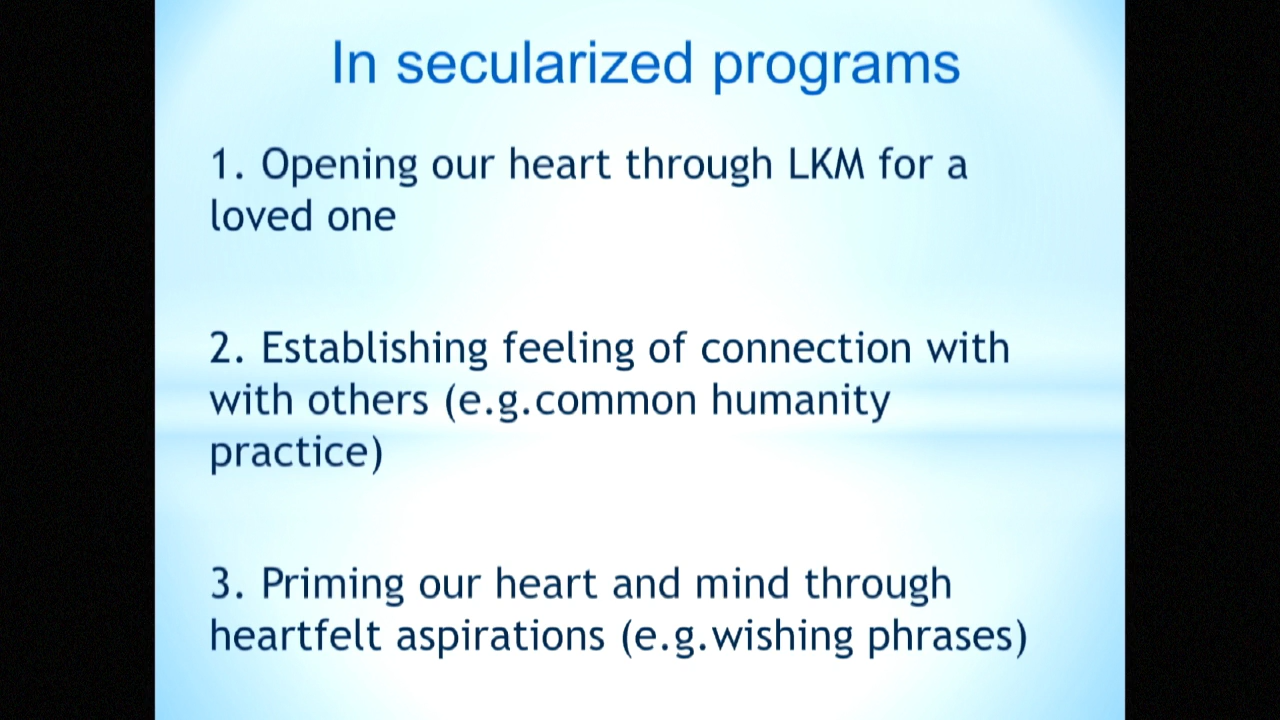 In secularized programs
1. Opening our heart through LKM for a
loved one
2. Establishing feeling of connection with
with others (e.g.common humanity
practice)
3. Priming our heart and mind through
heartfelt aspirations (e.g.wishing phrases)